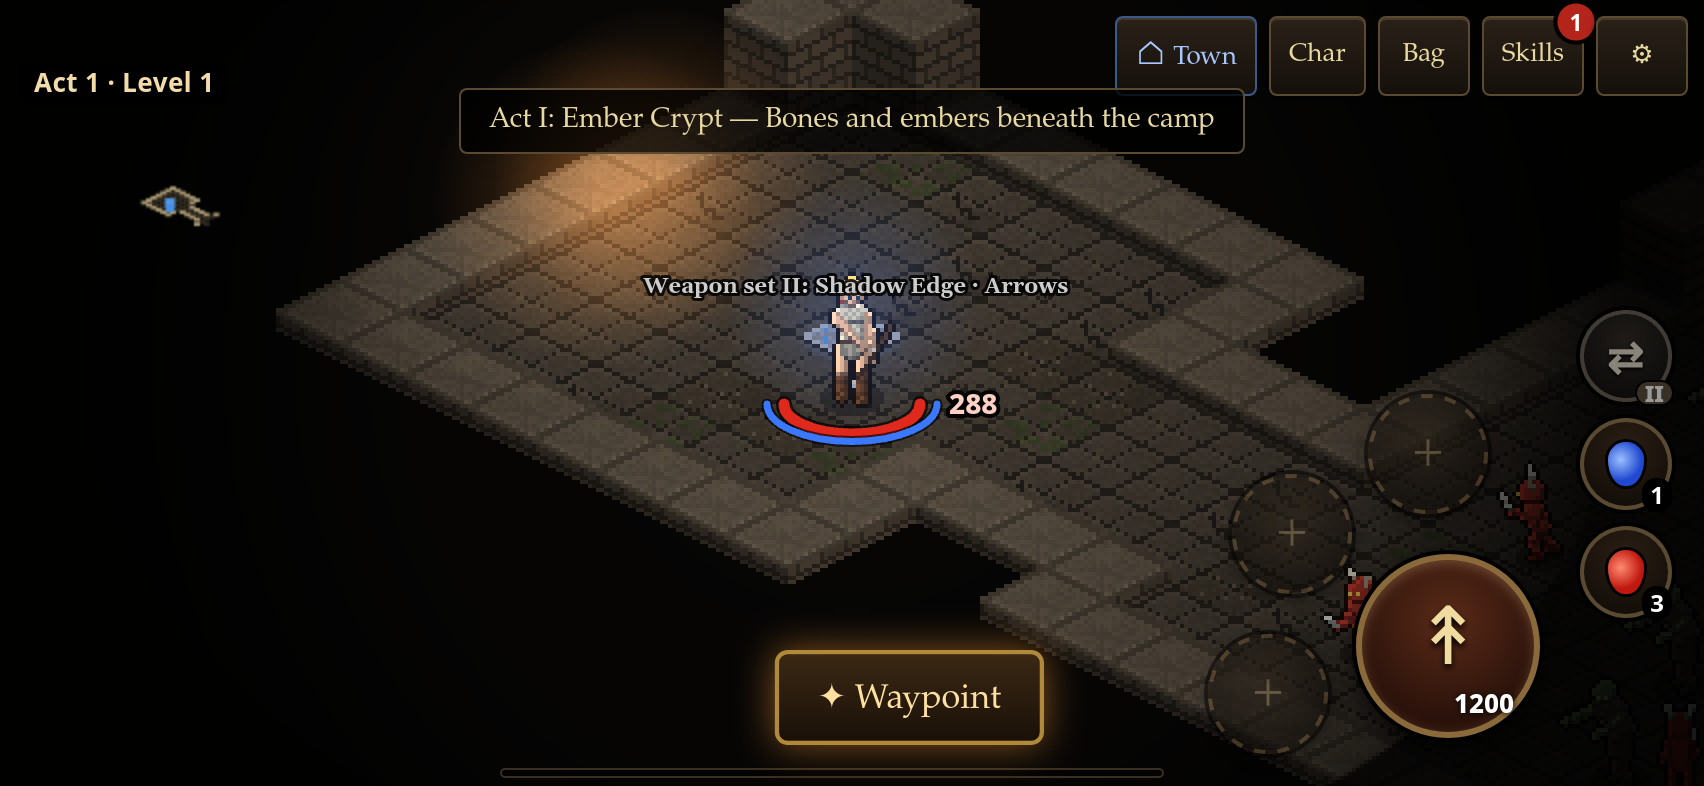 Act 1 · Level 1
Town
Char
Bag
Skills
1
Act I: Ember Crypt — Bones and embers beneath the camp
Weapon set II: Shadow Edge · Arrows
288
II
1
3
1200
✦ Waypoint